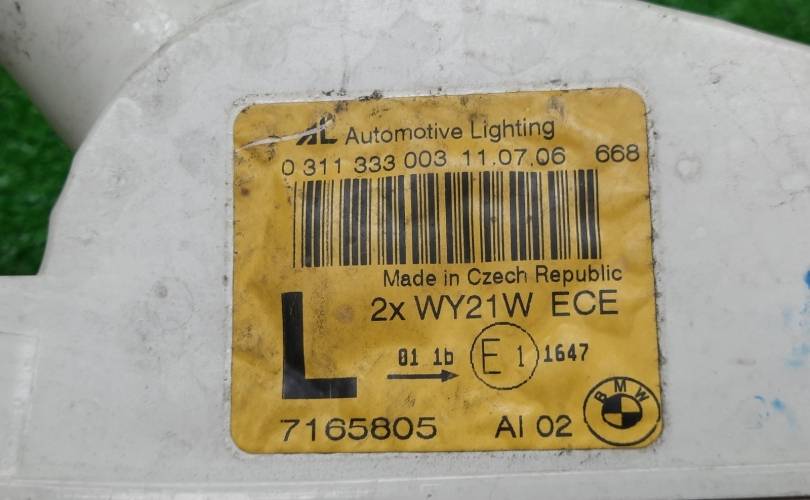 AL Automotive Lighting
0 311 333 003 11.07.06 668
Made in Czech Republic
2x WY21W ECE
L
01 1b E1 1647
7165805 AI 02 BMW